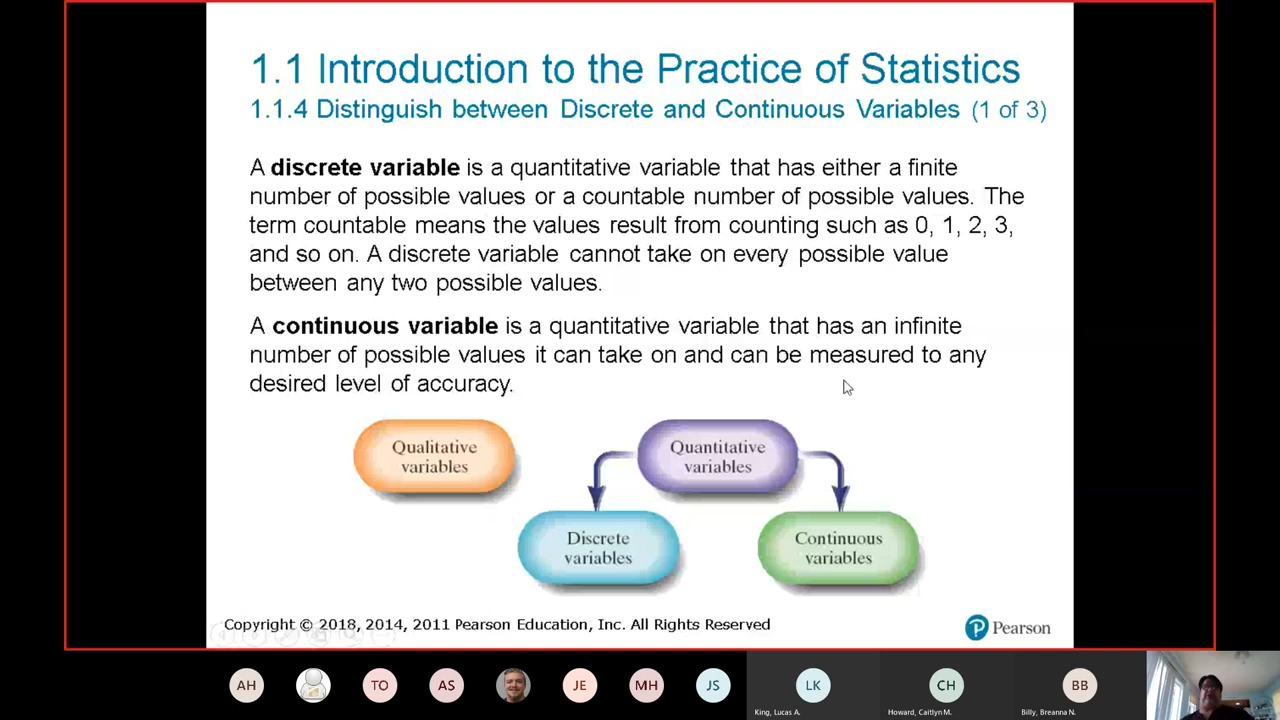 1.1 Introduction to the Practice of Statistics
1.1.4 Distinguish between Discrete and Continuous Variables (1 of 3)
A discrete variable is a quantitative variable that has either a finite
number of possible values or a countable number of possible values. The
term countable means the values result from counting such as 0, 1, 2, 3,
and so on. A discrete variable cannot take on every possible value
between any two possible values.
A continuous variable is a quantitative variable that has an infinite
number of possible values it can take on and can be measured to any
desired level of accuracy.
Qualitative
variables
Quantitative
variables
Discrete
variables
Continuous
variables
Copyright © 2018, 2014, 2011 Pearson Education, Inc. All Rights Reserved
P Pearson
AH
TO
AS
JE
MH
JS
LK
CH
BB
King, Lucas A.
Howard, Caitlyn M.
Billy, Breanna N.